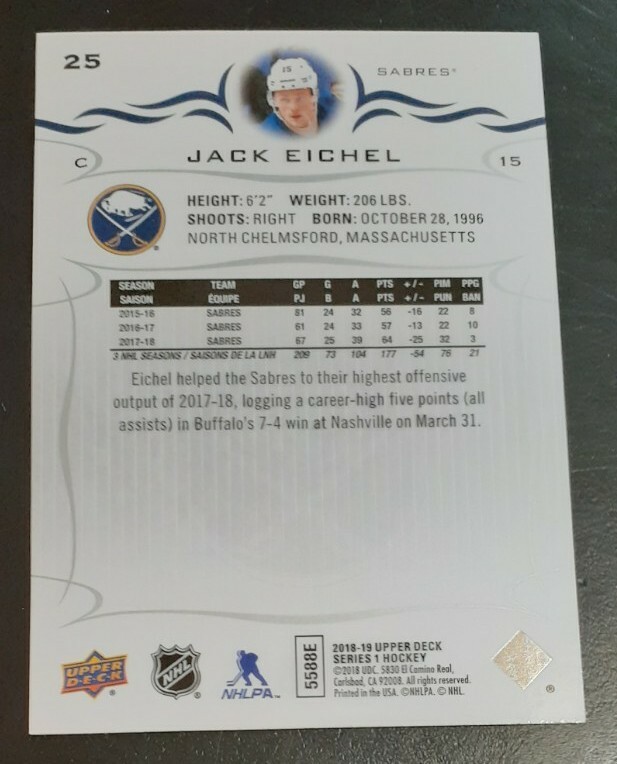 25
SABRES®
15
C
JACK EICHEL
15
HEIGHT: 6'2" WEIGHT: 206 LBS.
SHOOTS: RIGHT BORN: OCTOBER 28, 1996
NORTH CHELMSFORD, MASSACHUSETTS
®
SEASON TEAM GP G A PTS +/- PIM PPG
SAISON ÉQUIPE PJ B A PTS +/- PUN BAN
2015-16 SABRES 81 24 32 56 -16 22 8
2016-17 SABRES 61 24 33 57 -13 22 10
2017-18 SABRES 67 25 39 64 -25 32 3
3 NHL SEASONS / SAISONS DE LA LNH 209 73 104 177 -54 76 21
Eichel helped the Sabres to their highest offensive
output of 2017-18, logging a career-high five points (all
assists) in Buffalo's 7-4 win at Nashville on March 31.
UPPER
D·E·C·K
®
NHL
®
NHLPA™
5588E
2018-19 UPPER DECK
SERIES 1 HOCKEY
©2018 UDC. 5830 El Camino Real,
Carlsbad, CA 92008. All rights reserved.
Printed in the USA. ©NHLPA. © NHL.
®